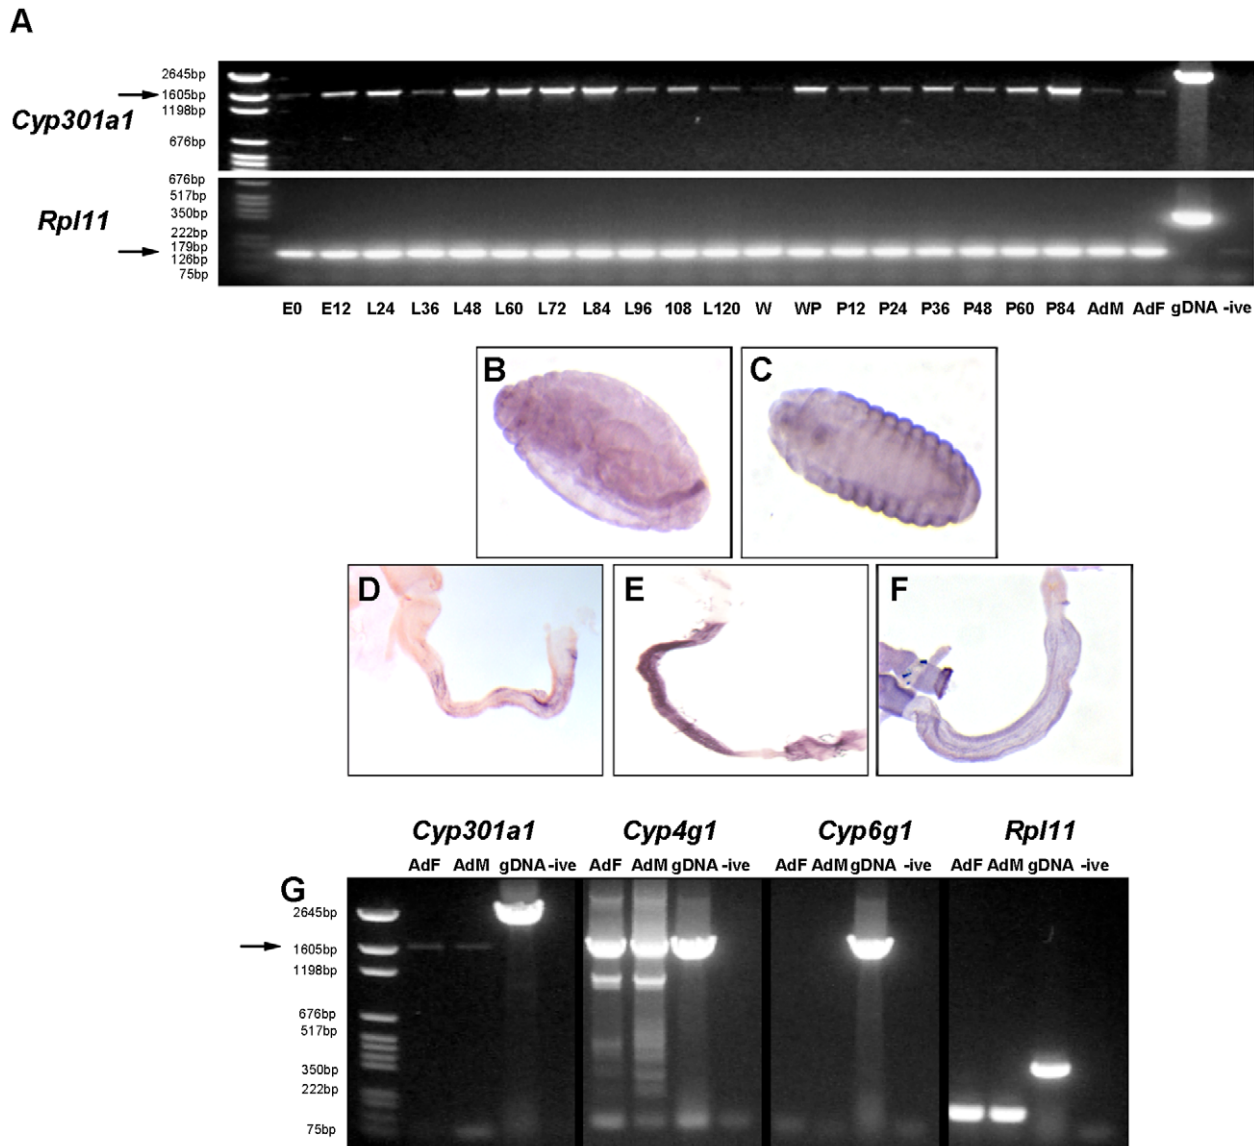 A
Cyp301a1
2645bp
1605bp
1198bp
676bp
Rpl11
676bp
517bp
350bp
222bp
179bp
126bp
75bp
E0 E12 L24 L36 L48 L60 L72 L84 L96 108 L120 W WP P12 P24 P36 P48 P60 P84 AdM AdF gDNA -ive
B
C
D
E
F
Cyp301a1 Cyp4g1 Cyp6g1 Rpl11
AdF AdM gDNA -ive AdF AdM gDNA -ive AdF AdM gDNA -ive AdF AdM gDNA -ive
G
2645bp
1605bp
1198bp
676bp
517bp
350bp
222bp
75bp